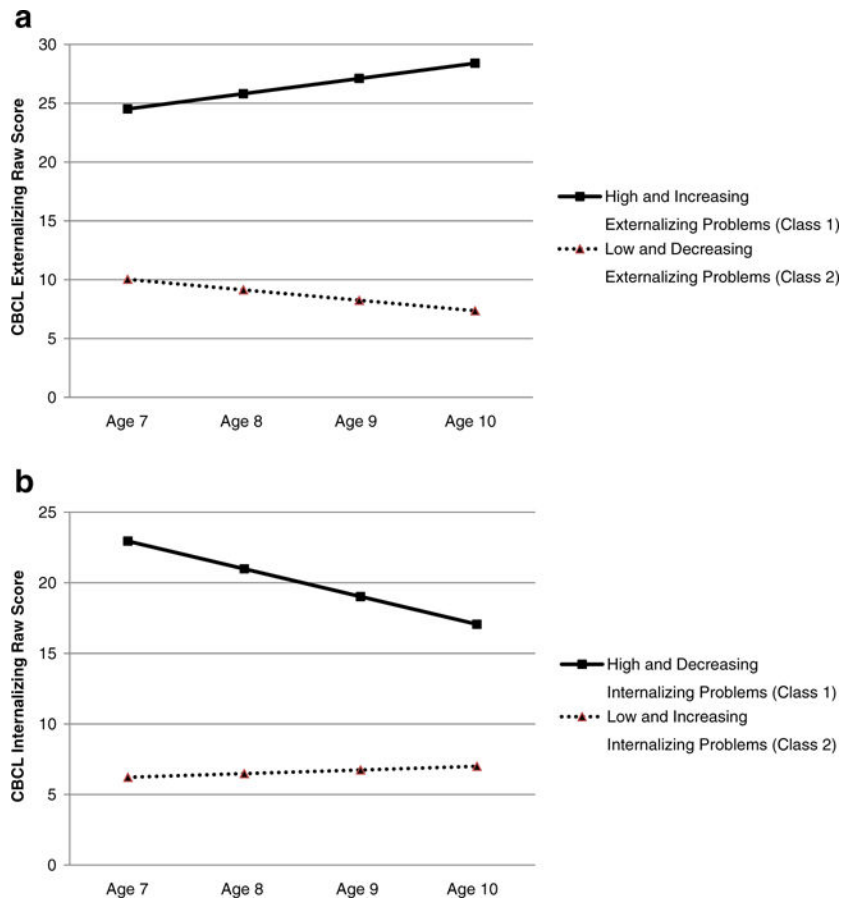 a
CBCL Externalizing Raw Score
30
25
20
15
10
5
0
Age 7
Age 8
Age 9
Age 10
High and Increasing
Externalizing Problems (Class 1)
Low and Decreasing
Externalizing Problems (Class 2)
b
CBCL Internalizing Raw Score
25
20
15
10
5
0
Age 7
Age 8
Age 9
Age 10
High and Decreasing
Internalizing Problems (Class 1)
Low and Increasing
Internalizing Problems (Class 2)